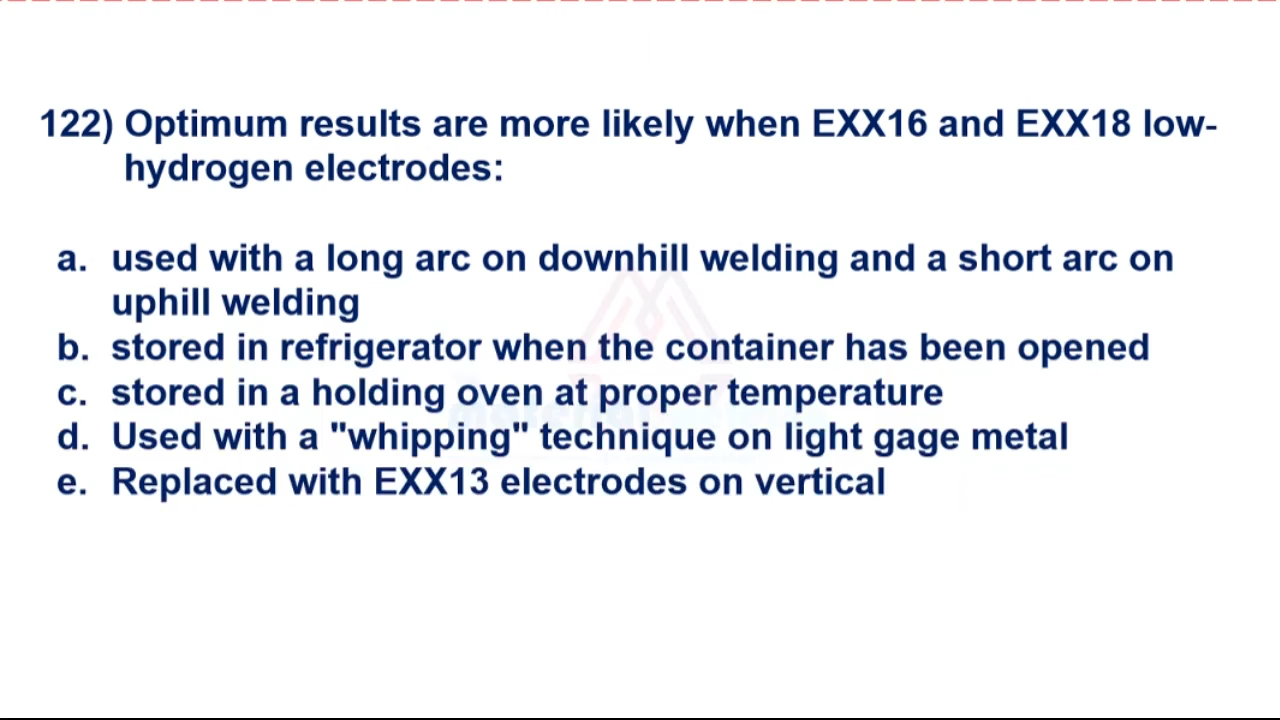 122) Optimum results are more likely when EXX16 and EXX18 low-
hydrogen electrodes:
a. used with a long arc on downhill welding and a short arc on
uphill welding
b. stored in refrigerator when the container has been opened
c. stored in a holding oven at proper temperature
d. Used with a "whipping" technique on light gage metal
e. Replaced with EXX13 electrodes on vertical